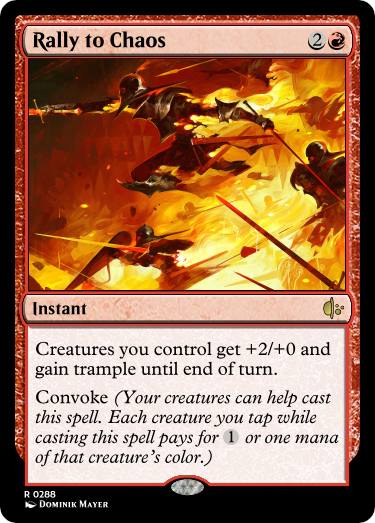 Rally to Chaos 2
Instant
Creatures you control get +2/+0 and
gain trample until end of turn.
Convoke (Your creatures can help cast
this spell. Each creature you tap while
casting this spell pays for 1 or one mana
of that creature's color.)
R 0288
Dominik Mayer